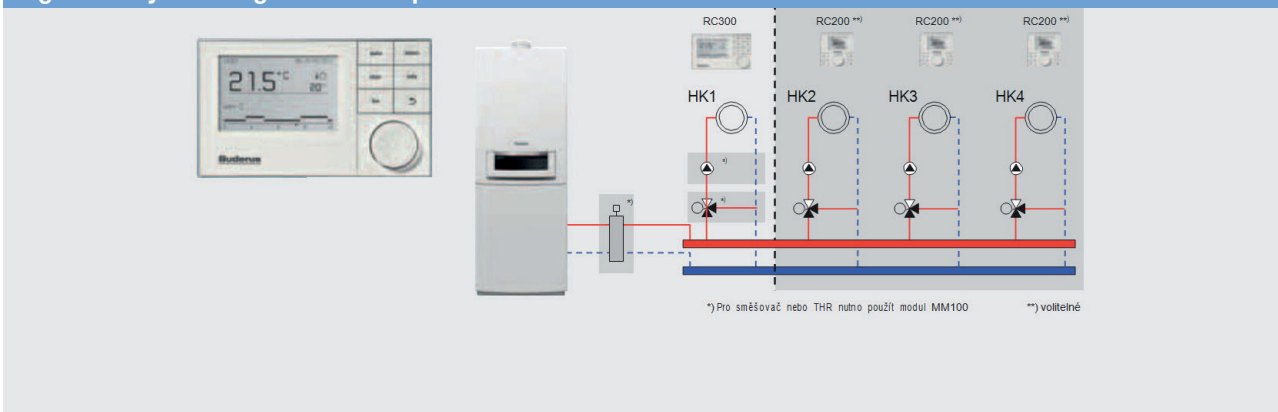 21.5°C
20°
Buderus
RC300
RC200 **)
RC200 **)
RC200 **)
HK1
HK2
HK3
HK4
*)
*)
*)
*) Pro směšovač nebo THR nutno použít modul MM100
**) volitelné